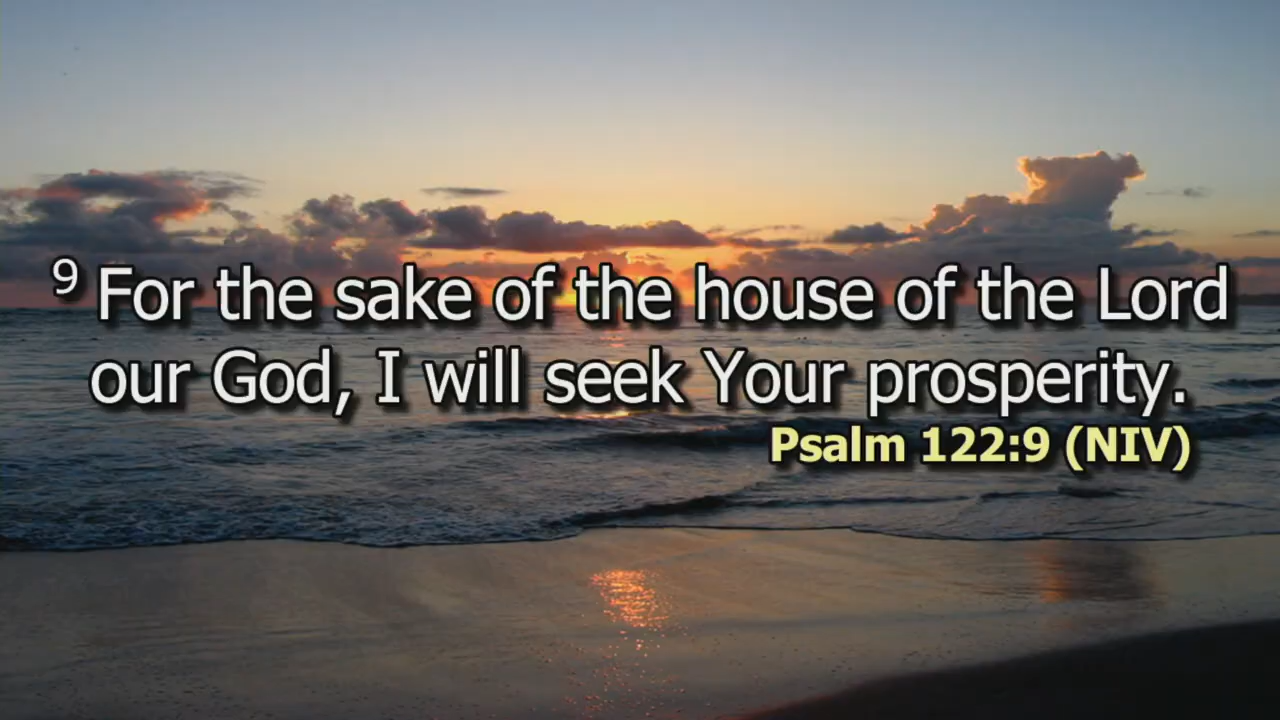 9 For the sake of the house of the Lord
our God, I will seek Your prosperity.
Psalm 122:9 (NIV)